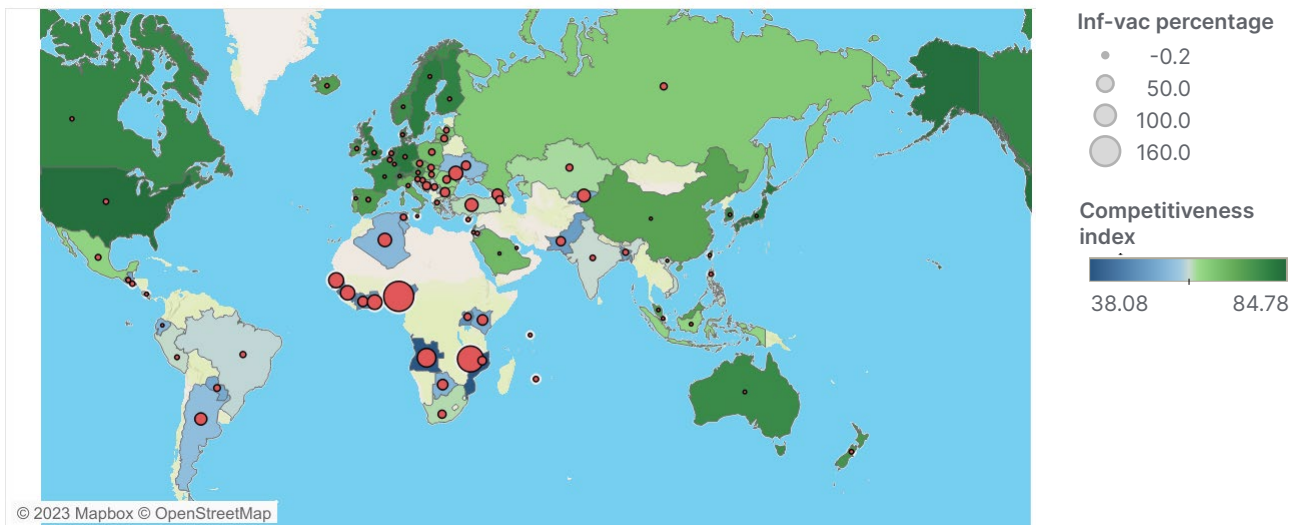 Inf-vac percentage
-0.2
50.0
100.0
160.0
Competitiveness
index
38.08
84.78
© 2023 Mapbox © OpenStreetMap